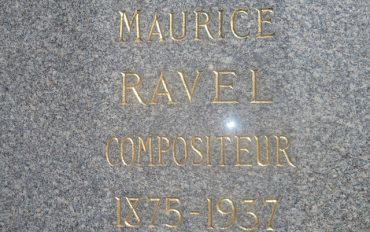 MAURICE
RAVEL
COMPOSITEUR
1875-1937